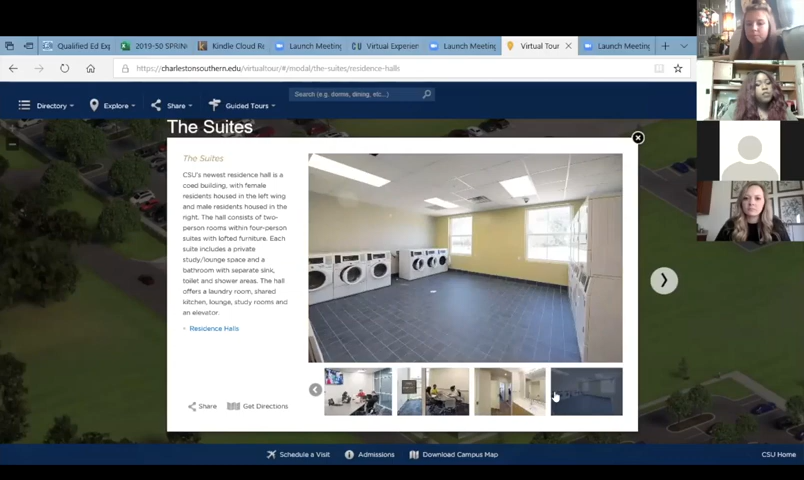 Qualified Ed Exp
2019-50 SPRIN
Kindle Cloud Re
Launch Meeting
Virtual Experien
Launch Meeting
Virtual Tour
Launch Meeting
https://charlestonsouthern.edu/virtualtour/#/modal/the-suites/residence-halls
Directory
Explore
Share
Guided Tours
Search (e.g. dorms, dining, etc...)
The Suites
The Suites
CSU's newest residence hall is a
coed building, with female
residents housed in the left wing
and male residents housed in the
right. The hall consists of two-
person rooms within four-person
suites with lofted furniture. Each
suite includes a private
study/lounge space and a
bathroom with separate sink,
toilet and shower areas. The hall
offers a laundry room, shared
kitchen, lounge, study rooms and
an elevator.
Residence Halls
Share
Get Directions
Schedule a Visit
Admissions
Download Campus Map
CSU Home